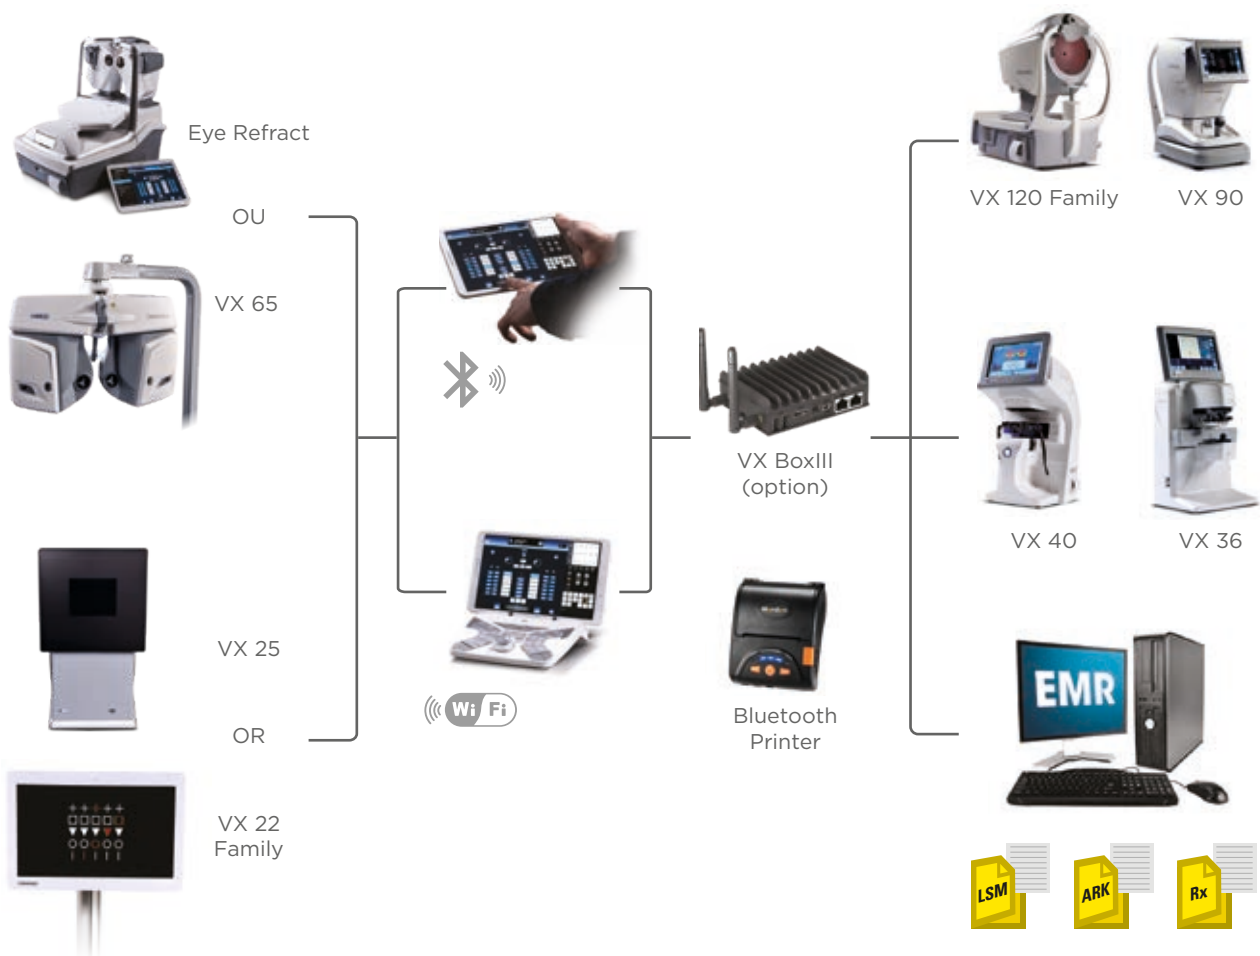 Eye Refract
OU
VX 65
VX 25
OR
VX 22
Family
Wi Fi
VX BoxIII
(option)
Bluetooth
Printer
VX 120 Family
VX 90
VX 40
VX 36
EMR
LSM
ARK
Rx